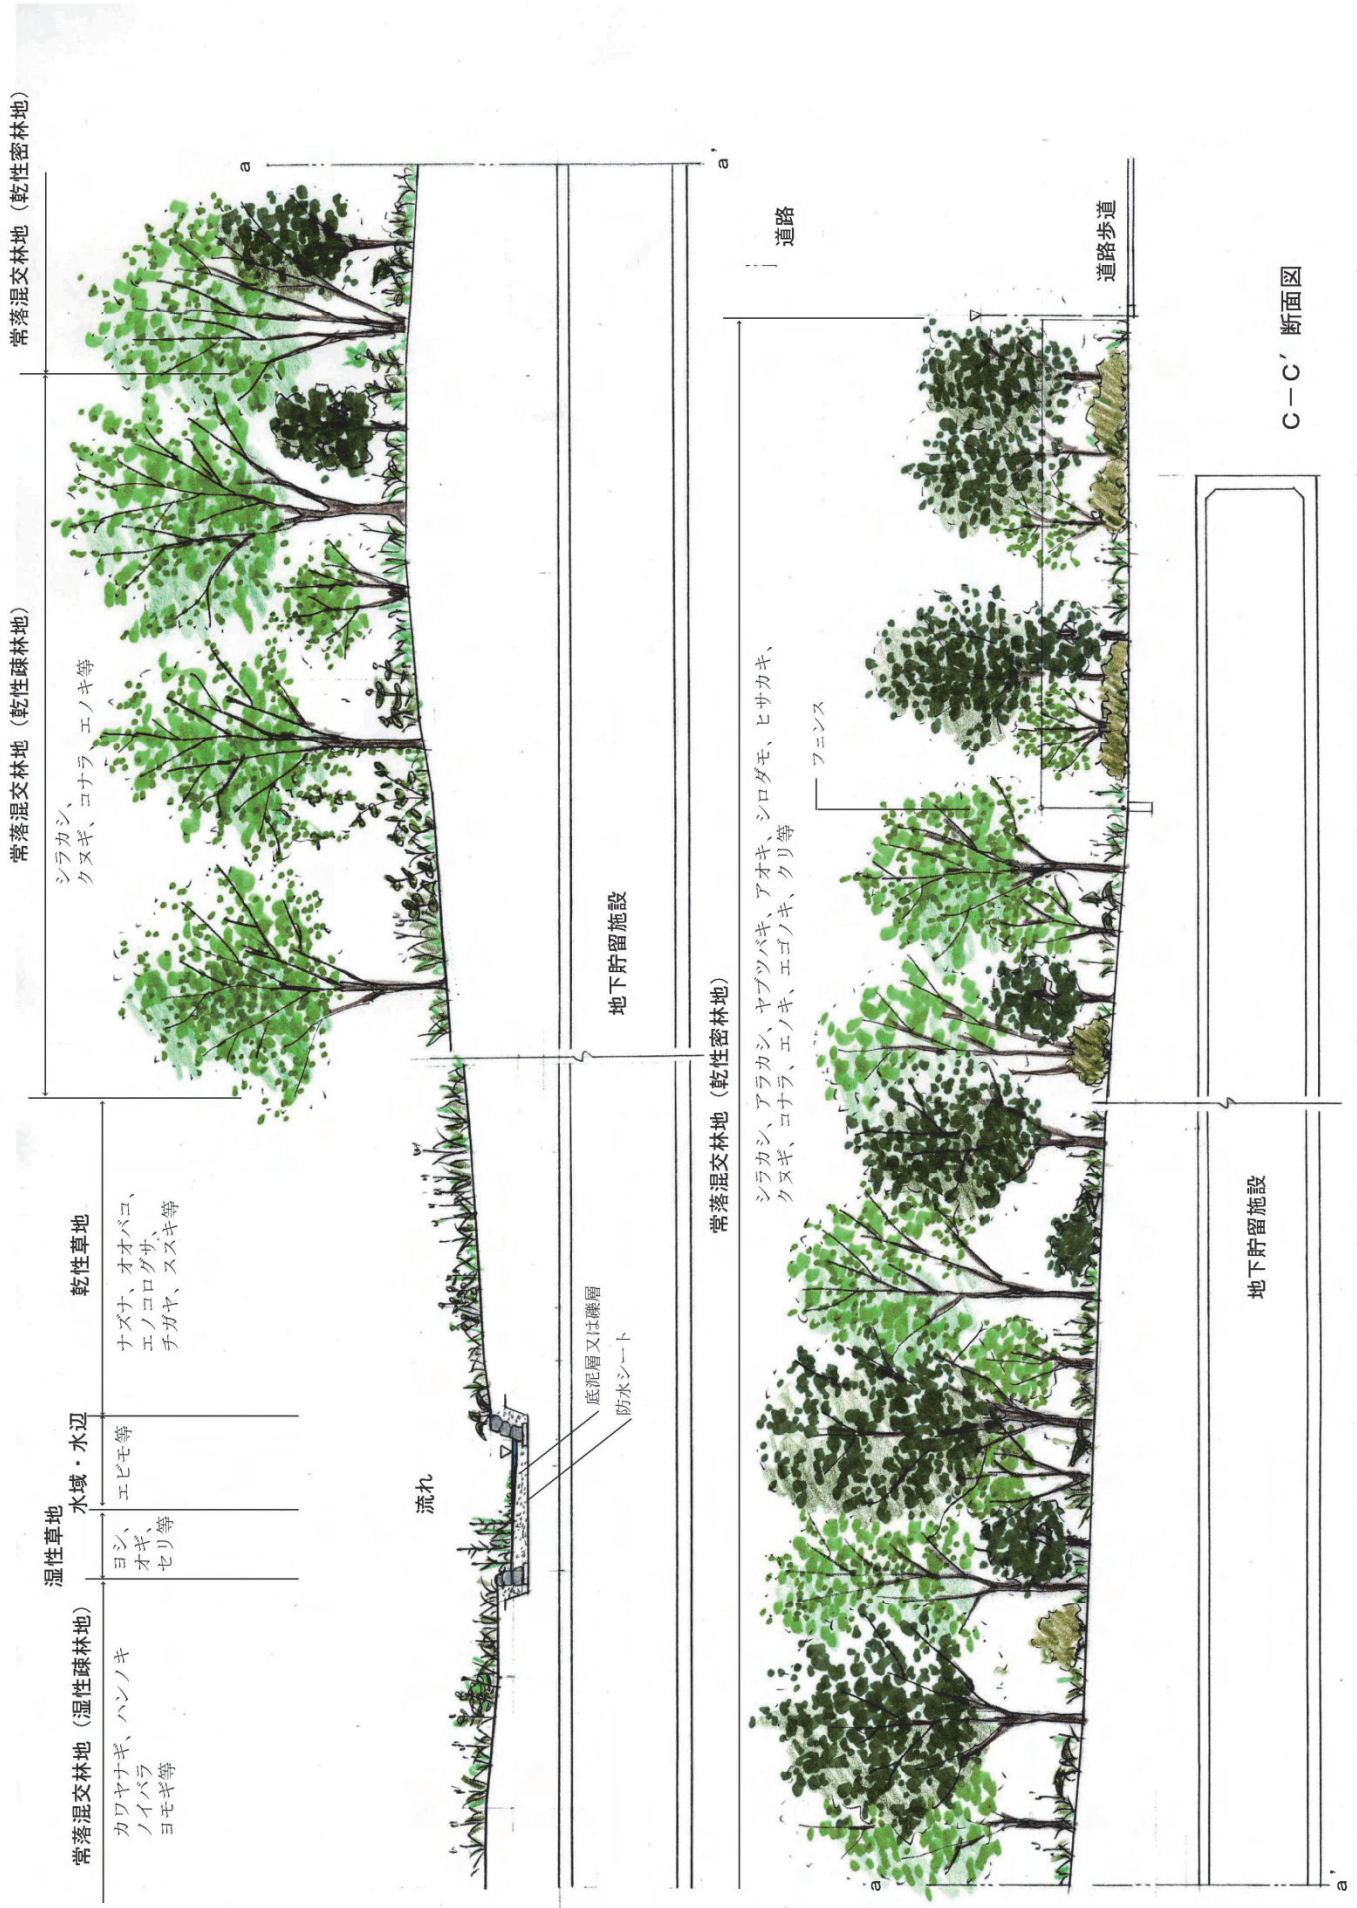 常落混交林地（湿性疎林地）
カワヤナギ、ハンノキ
ノイバラ
ヨモギ等
湿性草地
ヨシ、
オギ、
セリ等
水域・水辺
エビモ等
乾性草地
ナズナ、オオバコ、
エノコログサ、
チガヤ、ススキ等
常落混交林地（乾性疎林地）
シラカシ、
クヌギ、コナラ、エノキ等
常落混交林地（乾性密林地）
a
流れ
底泥層又は礫層
防水シート
地下貯留施設
a'
常落混交林地（乾性密林地）
シラカシ、アラカシ、ヤブツバキ、アオキ、シロダモ、ヒサカキ、
クヌギ、コナラ、エノキ、エゴノキ、クリ等
フェンス
道路
道路歩道
a
地下貯留施設
a'
C－C′ 断面図